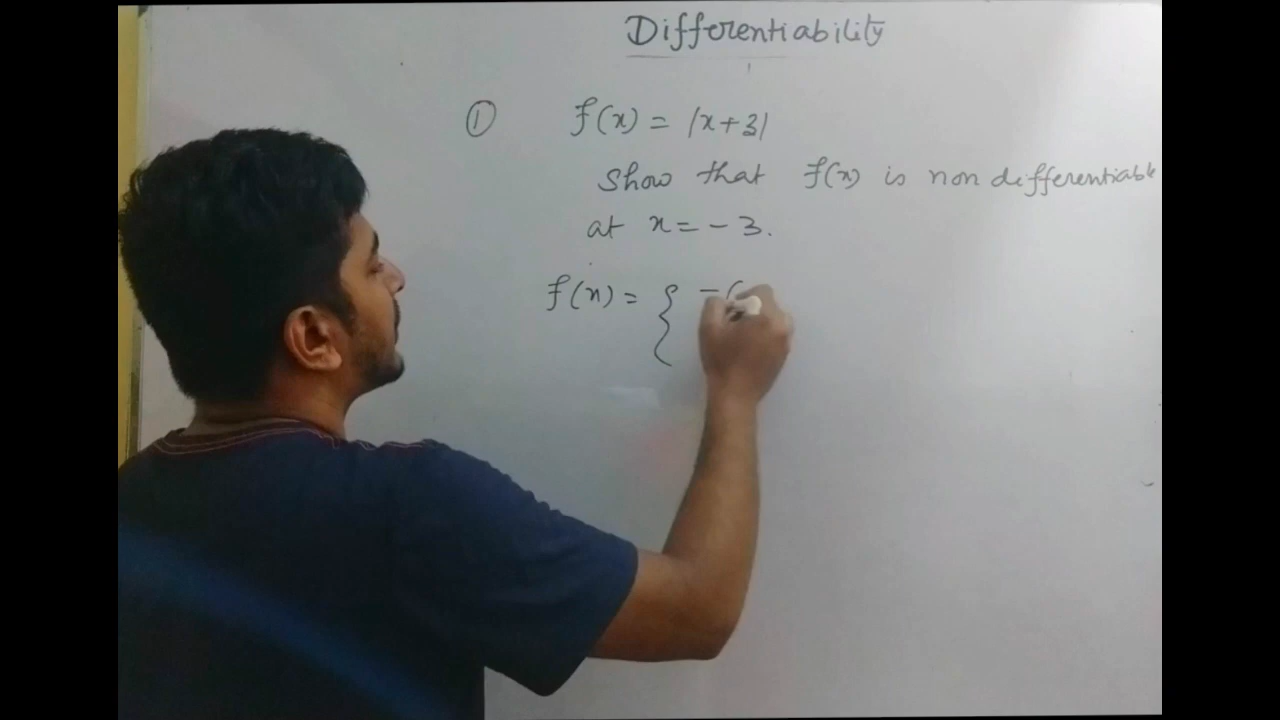 Differentiability
① f(x) = |x+3|
Show that f(x) is non differentiable
at x = - 3.
f(x) = { -(